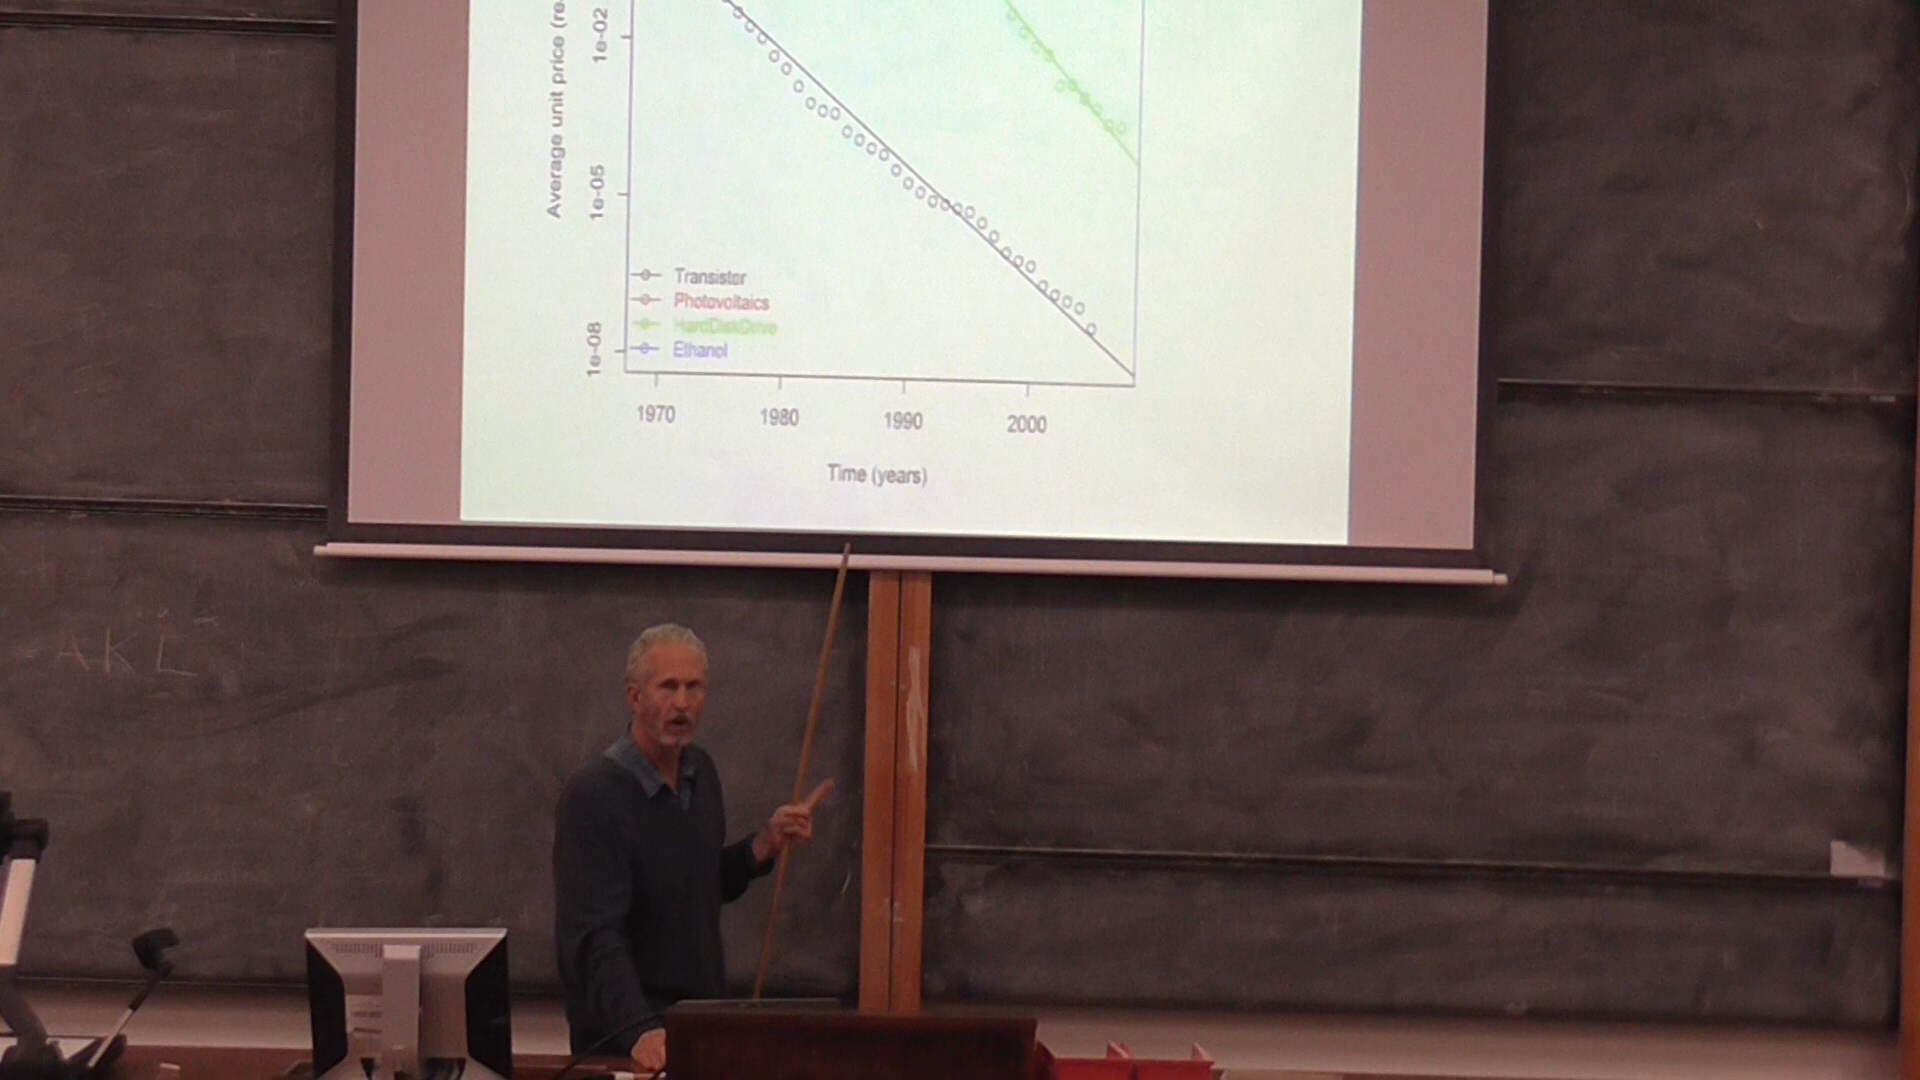 Average unit price (re
1e-02
1e-05
1e-08
Transistor
Photovoltaics
HardDiskDrive
Ethanol
1970 1980 1990 2000
Time (years)
AKL